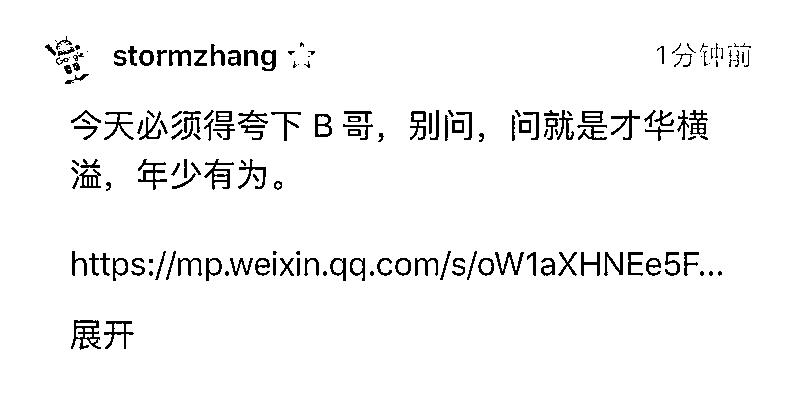 stormzhang ☆ 1分钟前
今天必须得夸下 B 哥，别问，问就是才华横
溢，年少有为。
https://mp.weixin.qq.com/s/oW1aXHNEe5F...
展开